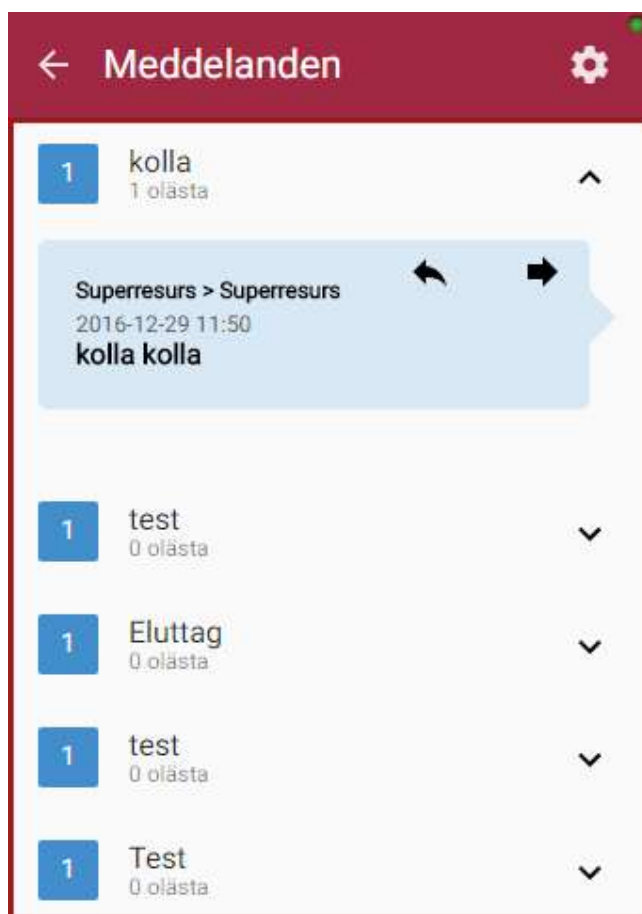 Meddelanden
1
kolla
1 olästa
Superresurs > Superresurs
2016-12-29 11:50
kolla kolla
1
test
0 olästa
1
Eluttag
0 olästa
1
test
0 olästa
1
Test
0 olästa